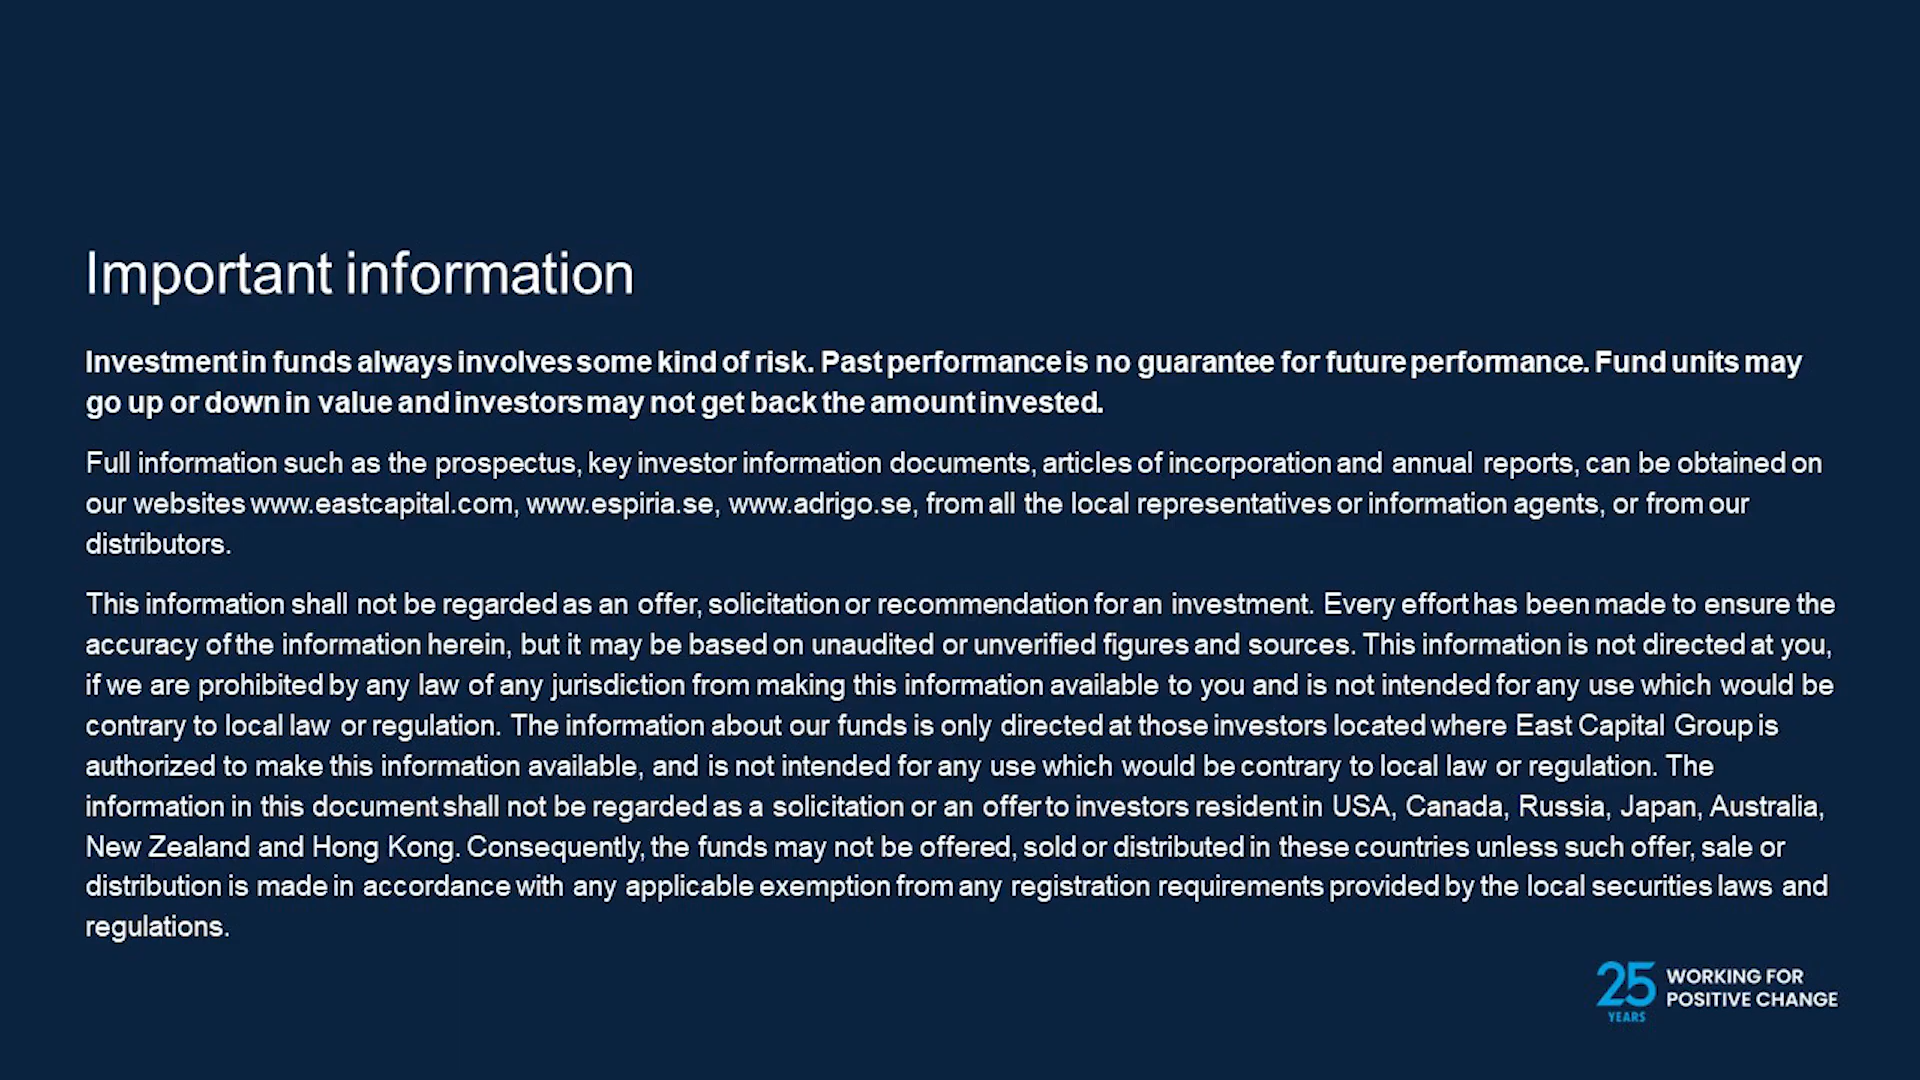 Important information
Investment in funds always involves some kind of risk. Past performance is no guarantee for future performance. Fund units may
go up or down in value and investors may not get back the amount invested.
Full information such as the prospectus, key investor information documents, articles of incorporation and annual reports, can be obtained on
our websites www.eastcapital.com, www.espiria.se, www.adrigo.se, from all the local representatives or information agents, or from our
distributors.
This information shall not be regarded as an offer, solicitation or recommendation for an investment. Every effort has been made to ensure the
accuracy of the information herein, but it may be based on unaudited or unverified figures and sources. This information is not directed at you,
if we are prohibited by any law of any jurisdiction from making this information available to you and is not intended for any use which would be
contrary to local law or regulation. The information about our funds is only directed at those investors located where East Capital Group is
authorized to make this information available, and is not intended for any use which would be contrary to local law or regulation. The
information in this document shall not be regarded as a solicitation or an offer to investors resident in USA, Canada, Russia, Japan, Australia,
New Zealand and Hong Kong. Consequently, the funds may not be offered, sold or distributed in these countries unless such offer, sale or
distribution is made in accordance with any applicable exemption from any registration requirements provided by the local securities laws and
regulations.
25 YEARS
WORKING FOR
POSITIVE CHANGE